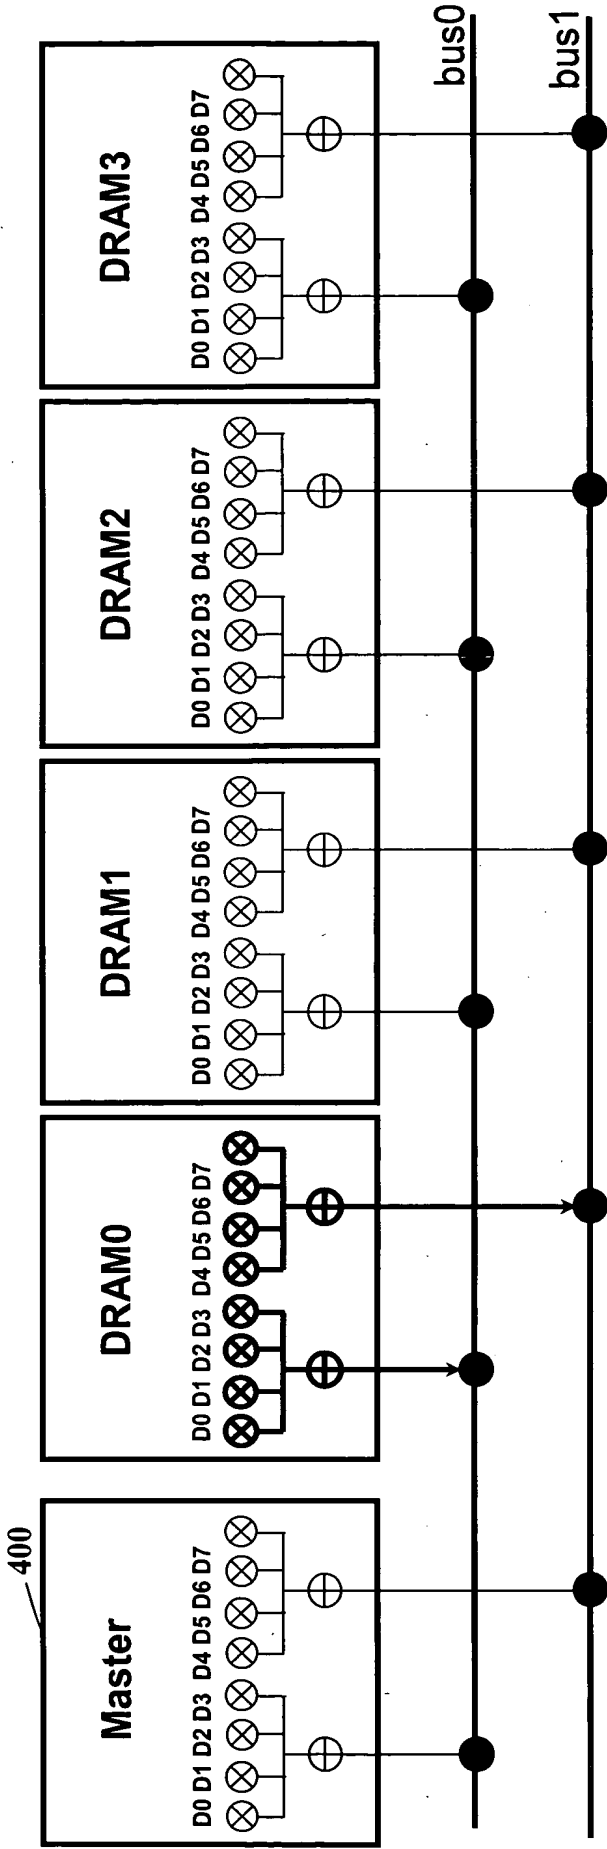 400
Master
D0 D1 D2 D3 D4 D5 D6 D7
DRAM0
D0 D1 D2 D3 D4 D5 D6 D7
DRAM1
D0 D1 D2 D3 D4 D5 D6 D7
DRAM2
D0 D1 D2 D3 D4 D5 D6 D7
DRAM3
D0 D1 D2 D3 D4 D5 D6 D7
bus0
bus1